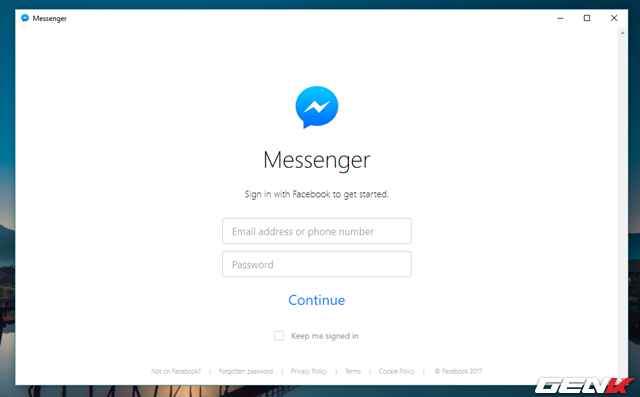 Messenger
Messenger
Sign in with Facebook to get started.
Email address or phone number
Password
Continue
Keep me signed in
Not on Facebook? | Forgotten password | Privacy Policy | Terms | Cookie Policy | © Facebook 2017
GENK